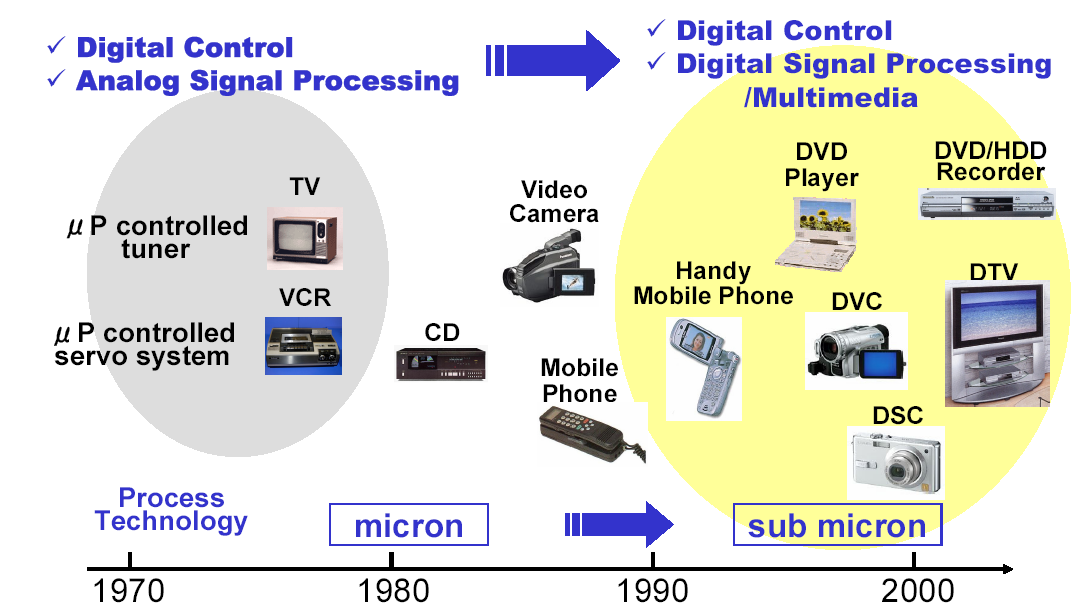 ✓ Digital Control
✓ Analog Signal Processing
✓ Digital Control
✓ Digital Signal Processing
/Multimedia
TV
μP controlled
tuner
VCR
μP controlled
servo system
CD
Video
Camera
Mobile
Phone
DVD
Player
DVD/HDD
Recorder
Handy
Mobile Phone
DVC
DTV
DSC
Process
Technology
micron
sub micron
1970
1980
1990
2000